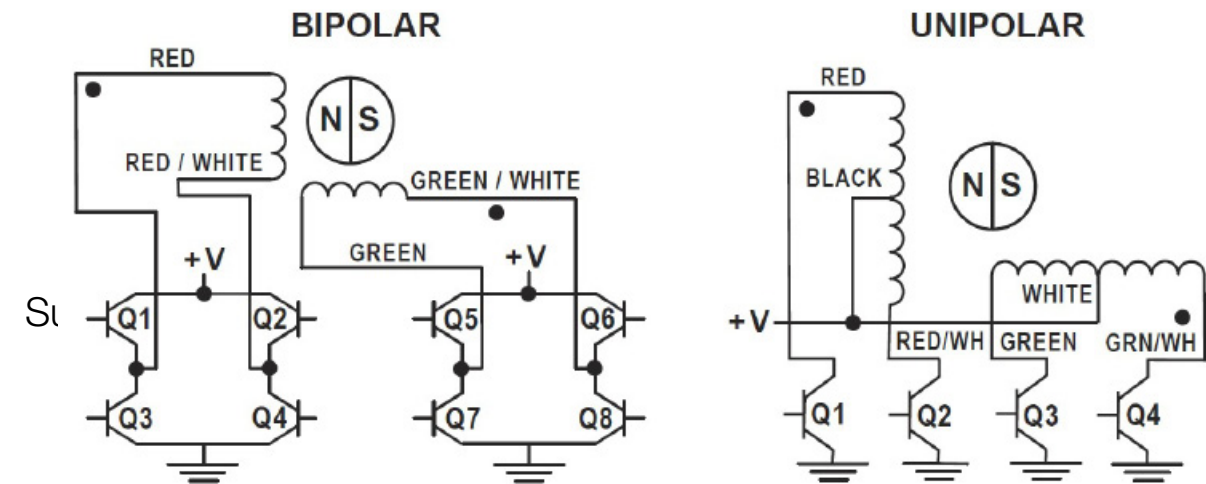 BIPOLAR
RED
N S
RED / WHITE
GREEN / WHITE
GREEN
+V
+V
Q1
Q2
Q5
Q6
Q3
Q4
Q7
Q8
UNIPOLAR
RED
BLACK
N S
WHITE
+V
RED/WH
GREEN
GRN/WH
Q1
Q2
Q3
Q4